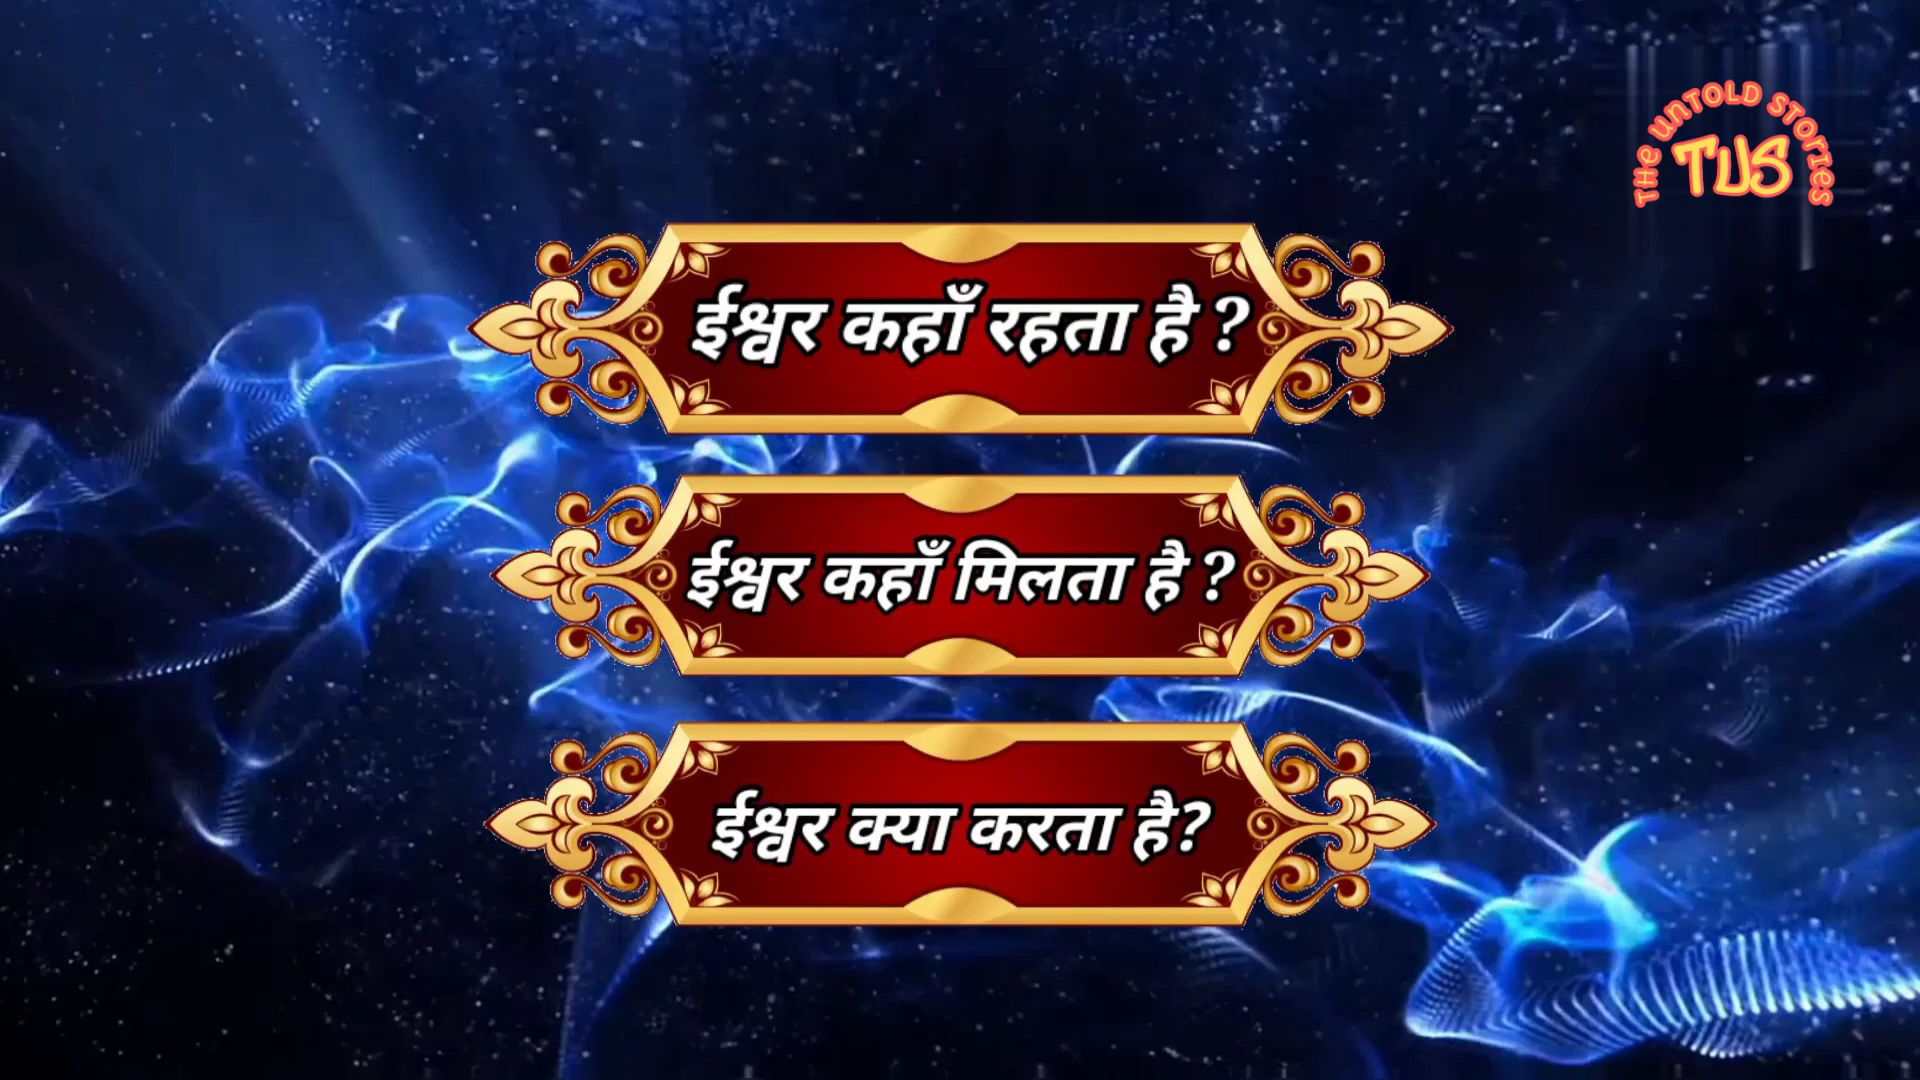 THE UNTOLD STORIES
TUS
ईश्वर कहाँ रहता है ?
ईश्वर कहाँ मिलता है ?
ईश्वर क्या करता है?